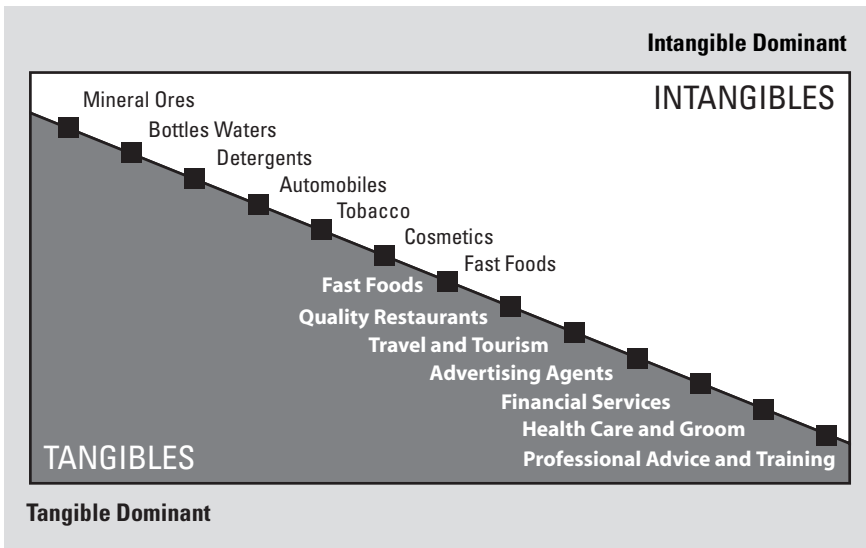 Intangible Dominant
INTANGIBLES
Mineral Ores
Bottles Waters
Detergents
Automobiles
Tobacco
Cosmetics
Fast Foods
Fast Foods
Quality Restaurants
Travel and Tourism
Advertising Agents
Financial Services
Health Care and Groom
Professional Advice and Training
TANGIBLES
Tangible Dominant